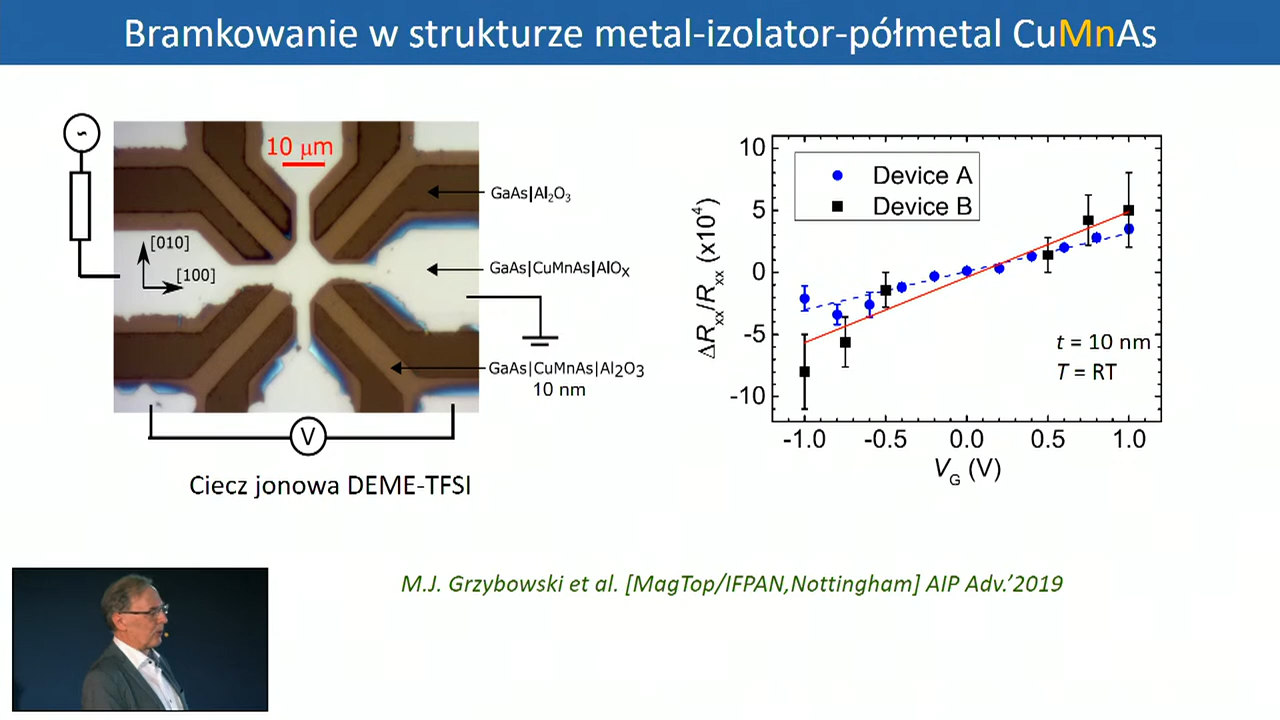 Bramkowanie w strukturze metal-izolator-półmetal CuMnAs
~
10 μm
GaAs|Al₂O₃
[010]
[100]
GaAs|CuMnAs|AlOₓ
GaAs|CuMnAs|Al₂O₃
10 nm
V
Ciecz jonowa DEME-TFSI
Device A
Device B
ΔRxx/Rxx (x10⁴)
10
5
0
-5
-10
t = 10 nm
T = RT
-1.0 -0.5 0.0 0.5 1.0
V_G (V)
M.J. Grzybowski et al. [MagTop/IFPAN,Nottingham] AIP Adv.’2019